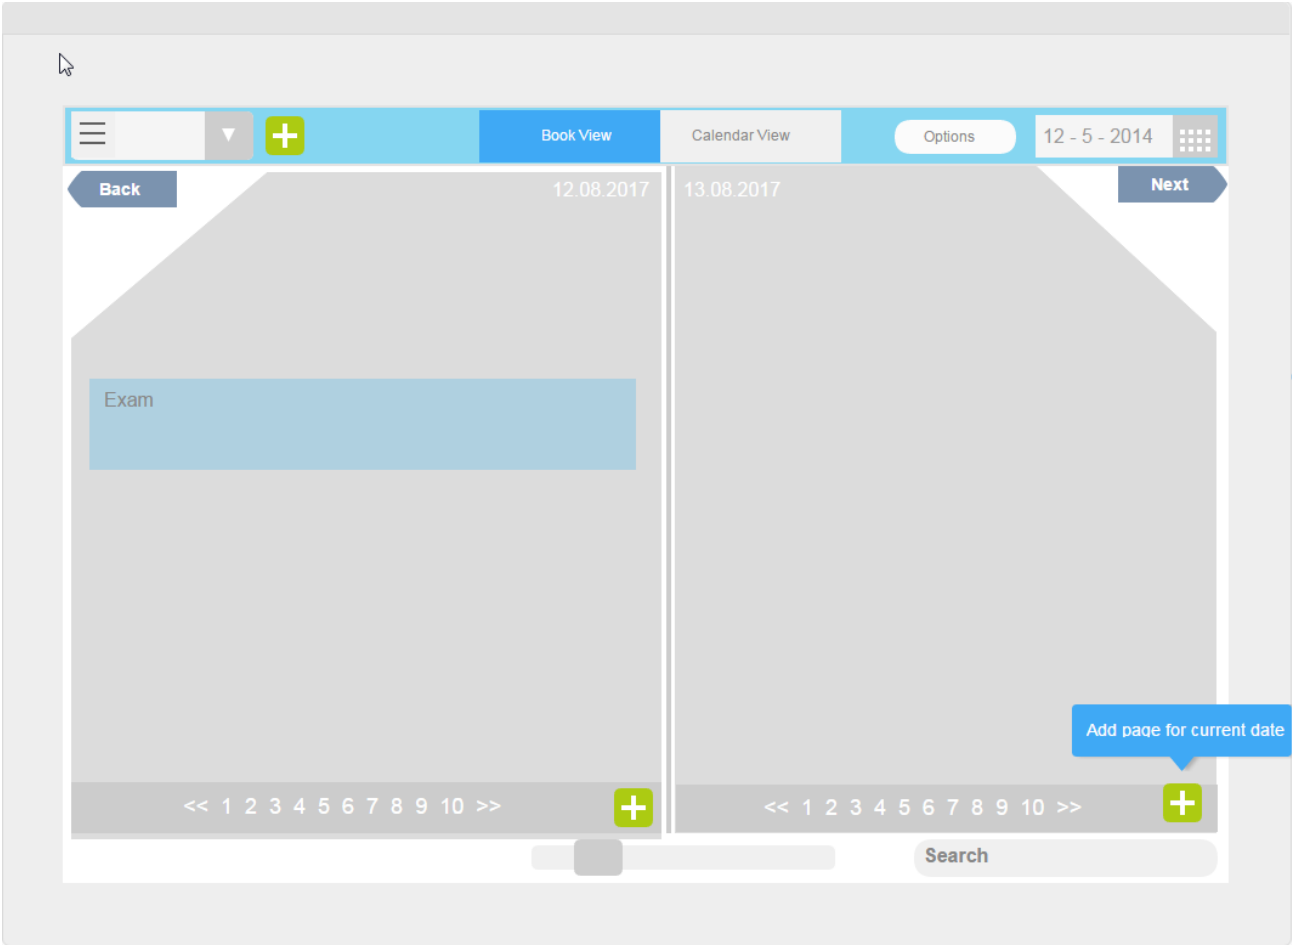 ▼
Book View
Calendar View
Options
12 - 5 - 2014
Back
12.08.2017
13.08.2017
Next
Exam
Add page for current date
<< 1 2 3 4 5 6 7 8 9 10 >>
<< 1 2 3 4 5 6 7 8 9 10 >>
Search